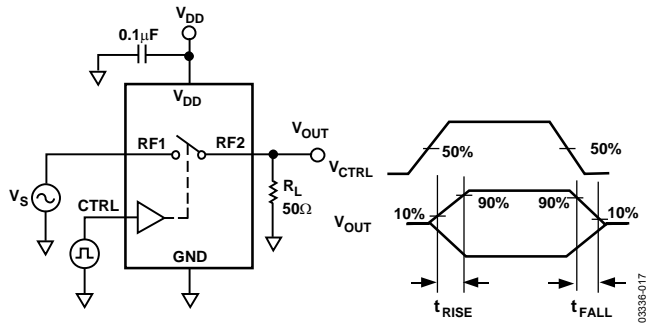 VDD
0.1μF
VDD
RF1
RF2
VOUT
VS
CTRL
RL
50Ω
GND
VCTRL
50%
50%
VOUT
10%
90%
90%
10%
tRISE
tFALL
03336-017